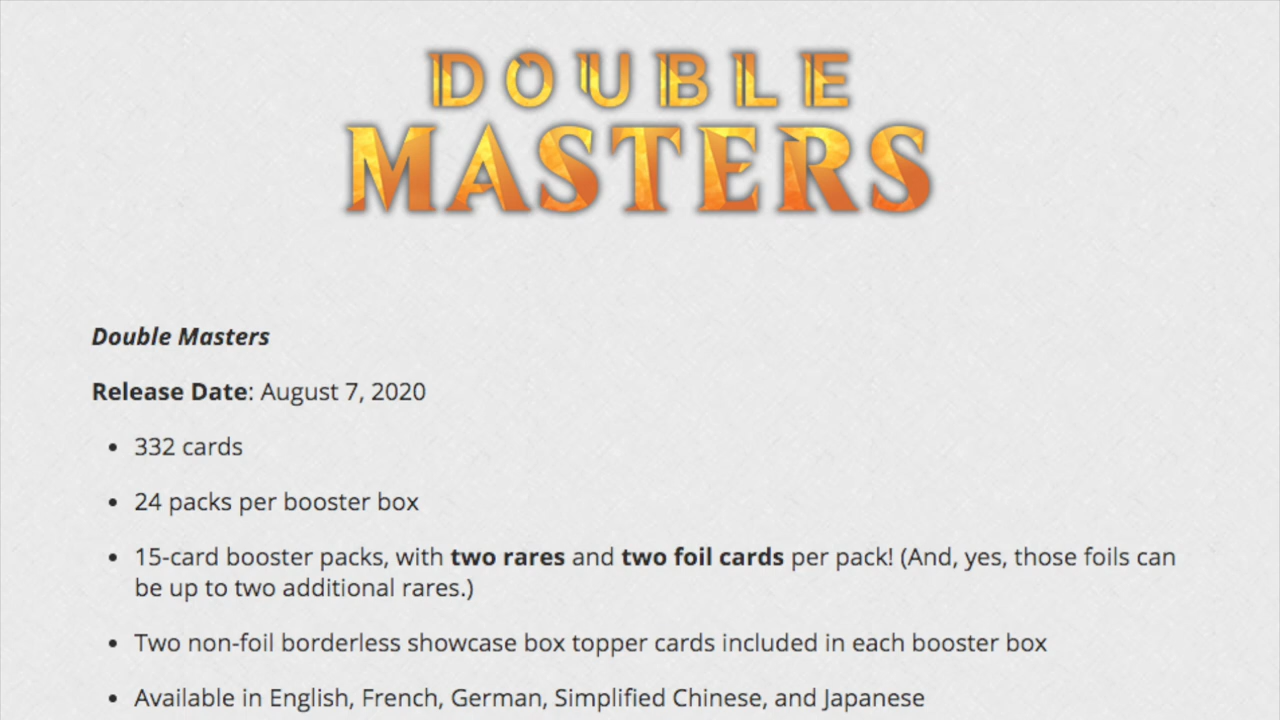 DOUBLE
MASTERS
Double Masters
Release Date: August 7, 2020
• 332 cards
• 24 packs per booster box
• 15-card booster packs, with two rares and two foil cards per pack! (And, yes, those foils can
be up to two additional rares.)
• Two non-foil borderless showcase box topper cards included in each booster box
• Available in English, French, German, Simplified Chinese, and Japanese